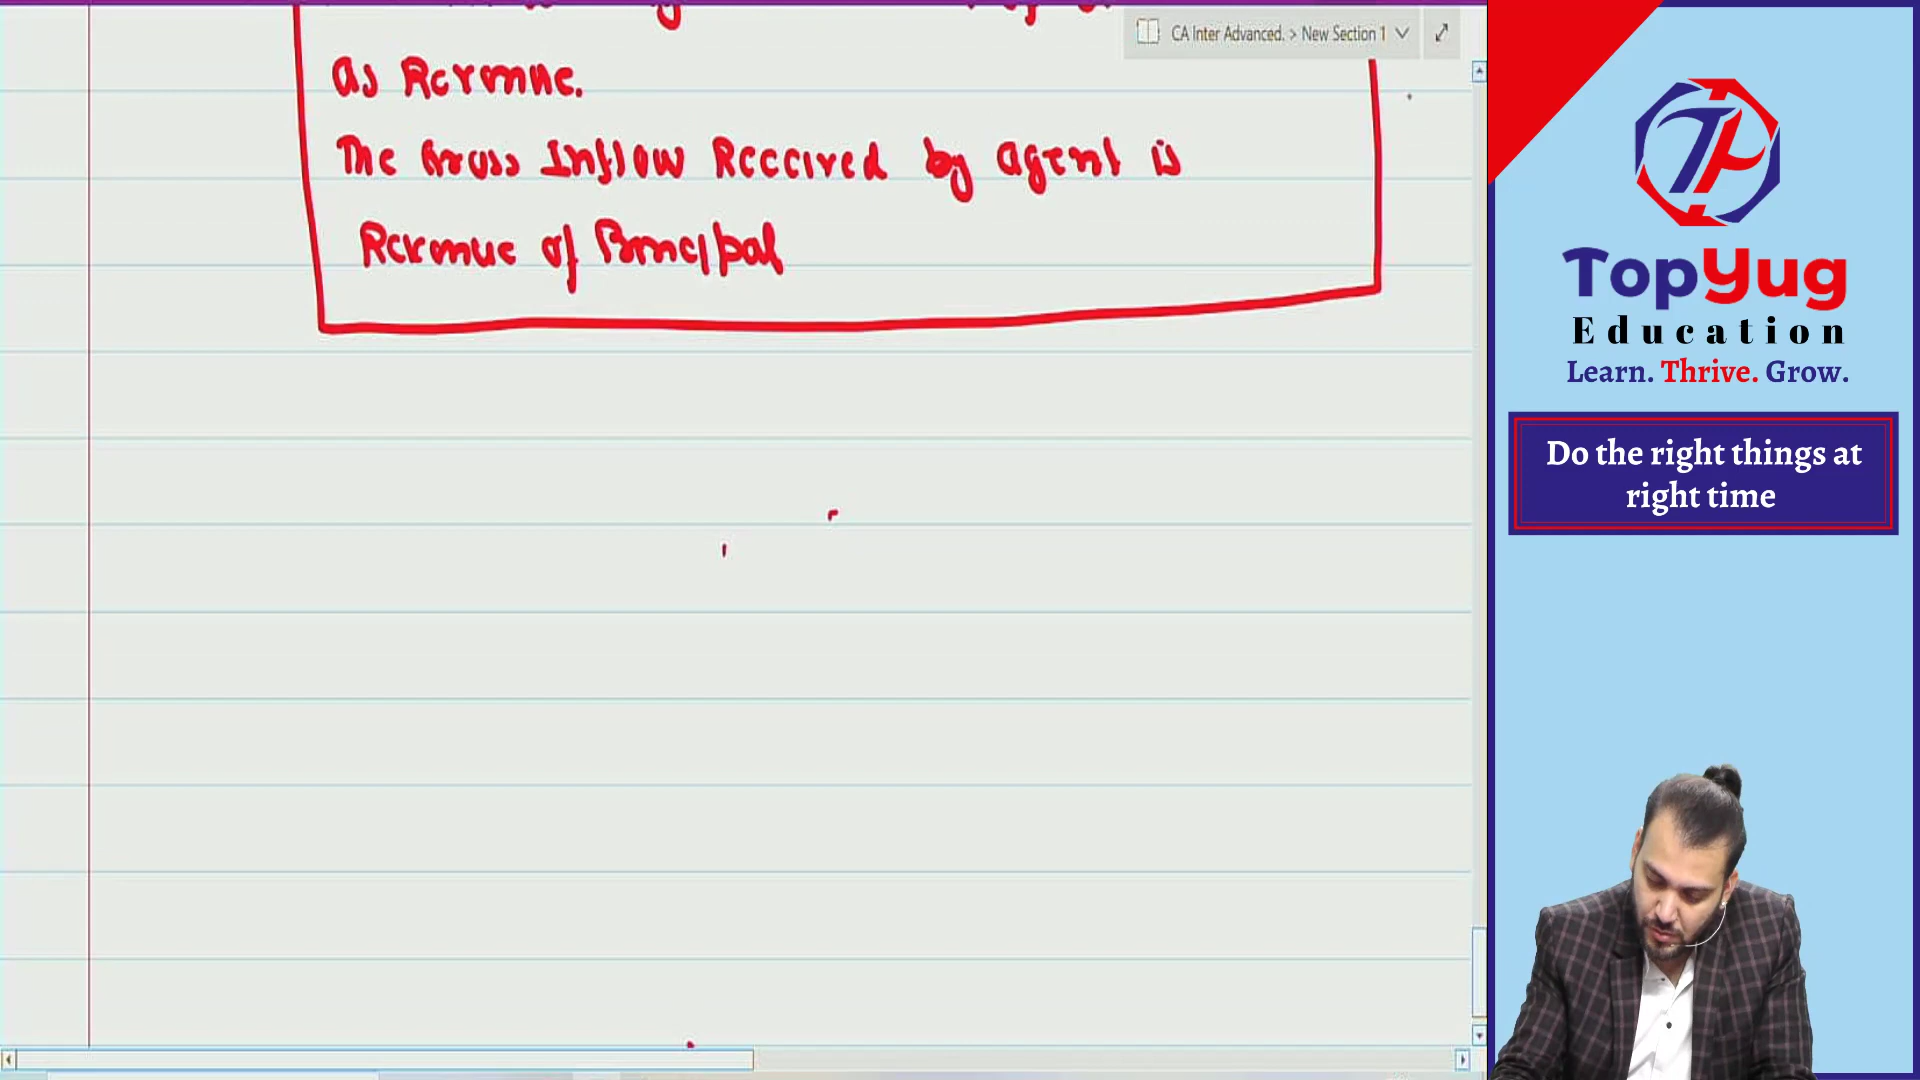 CA Inter Advanced. > New Section 1
as Revenue.
The Gross Inflow Received by agent is
Revenue of Principal
TopYug
Education
Learn. Thrive. Grow.
Do the right things at
right time